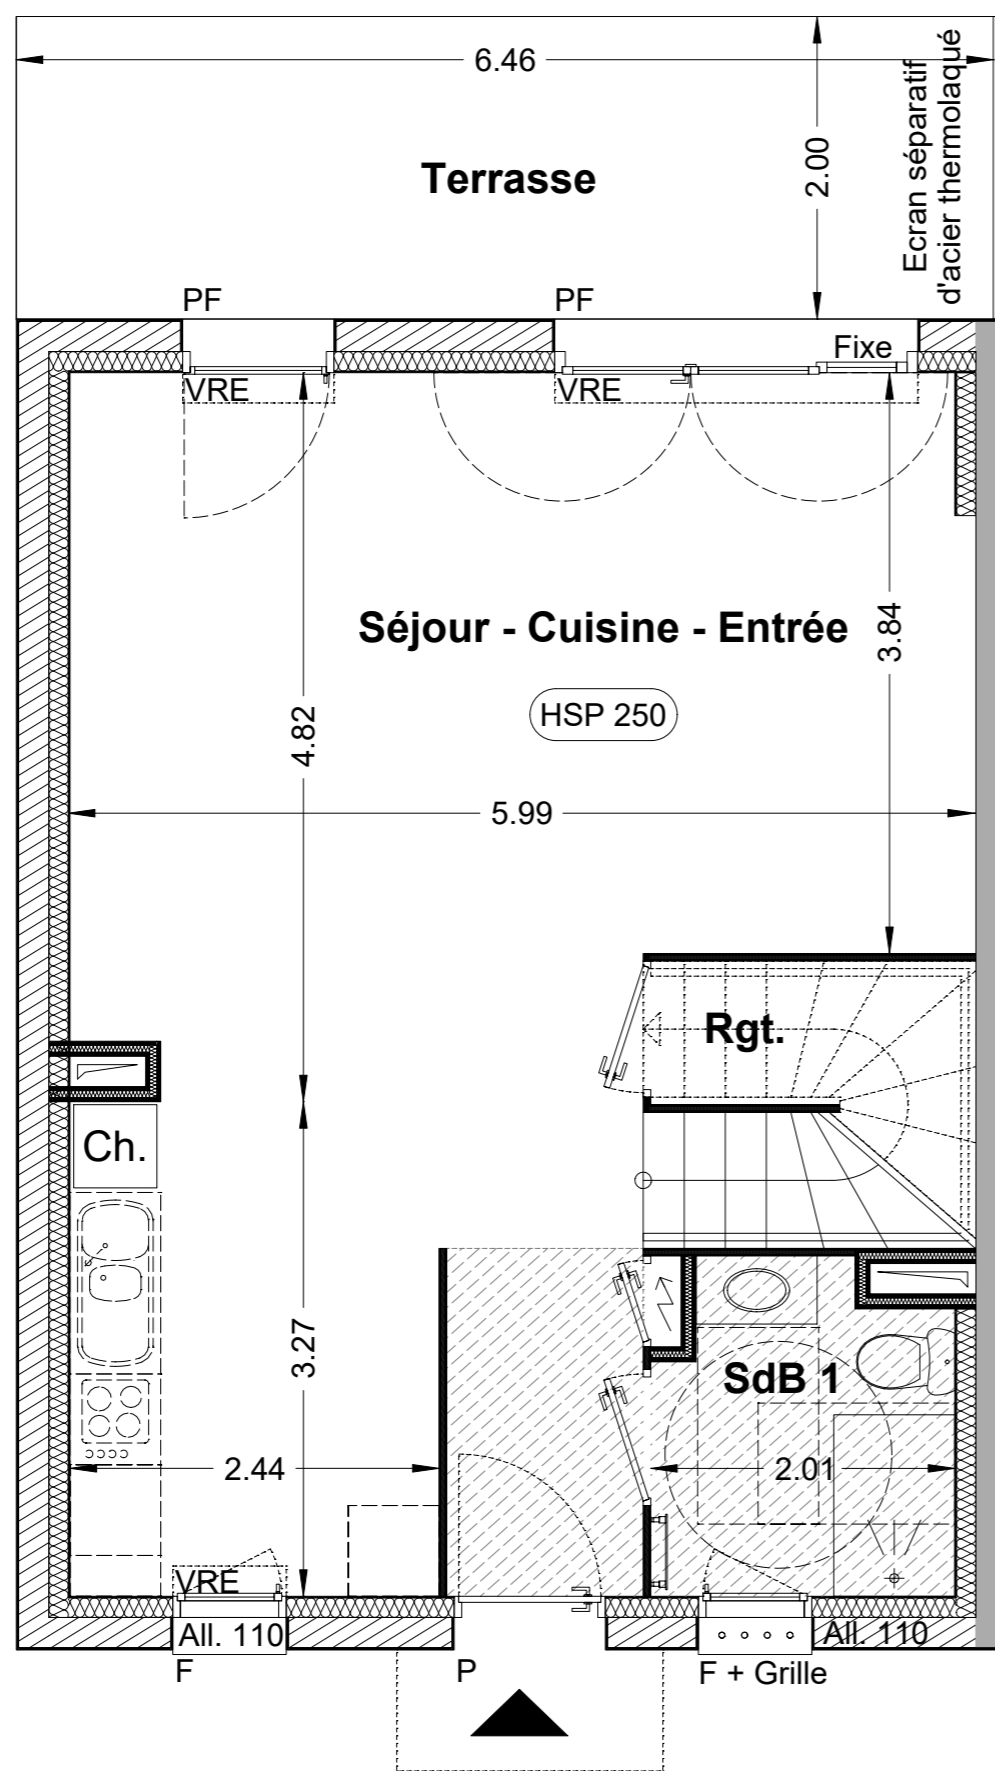 6.46
2.00
Ecran séparatif
d'acier thermolaqué
Terrasse
PF
PF
Fixe
VRE
VRE
Séjour - Cuisine - Entrée
3.84
HSP 250
4.82
5.99
Rgt.
Ch.
3.27
SdB 1
2.44
2.01
VRE
All. 110
All. 110
F
P
F + Grille